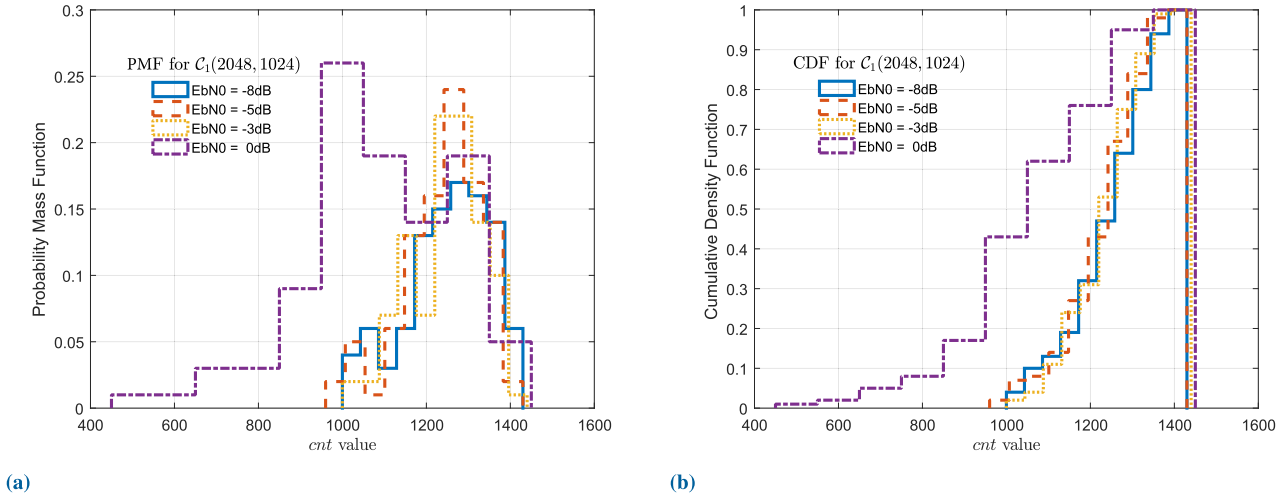 PMF for C₁(2048, 1024)
EbN0 = -8dB
EbN0 = -5dB
EbN0 = -3dB
EbN0 = 0dB
Probability Mass Function
0.3
0.25
0.2
0.15
0.1
0.05
0
400 600 800 1000 1200 1400 1600
cnt value
(a)
CDF for C₁(2048, 1024)
EbN0 = -8dB
EbN0 = -5dB
EbN0 = -3dB
EbN0 = 0dB
Cumulative Density Function
1
0.9
0.8
0.7
0.6
0.5
0.4
0.3
0.2
0.1
0
400 600 800 1000 1200 1400 1600
cnt value
(b)